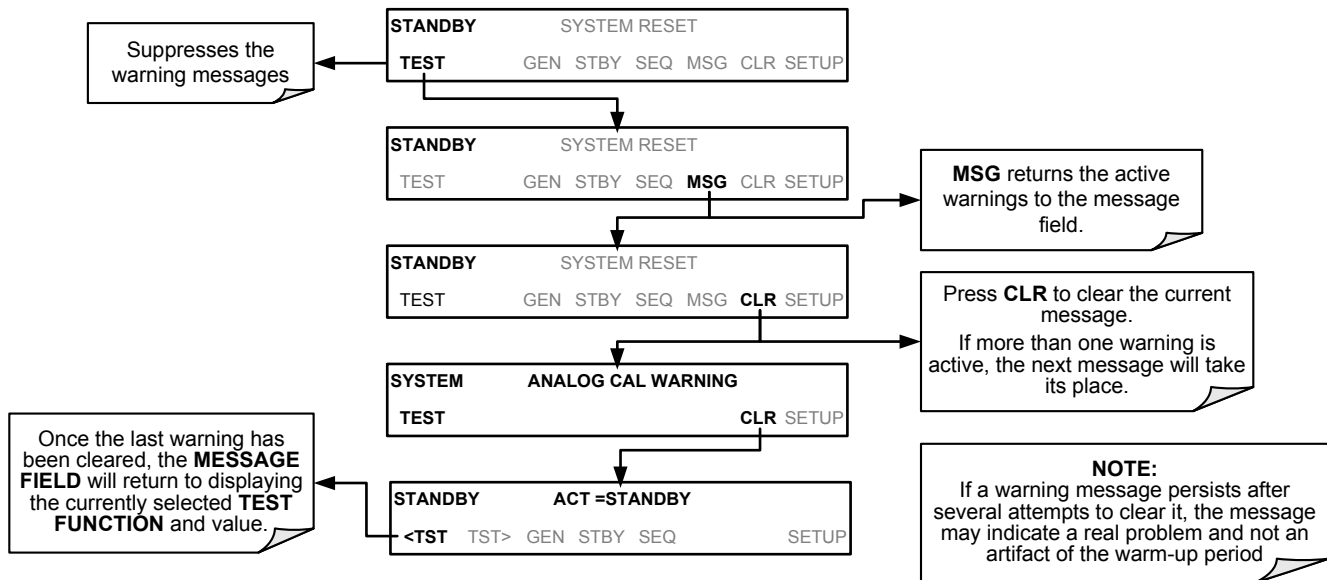 Suppresses the
warning messages
STANDBY SYSTEM RESET
TEST GEN STBY SEQ MSG CLR SETUP
STANDBY SYSTEM RESET
TEST GEN STBY SEQ MSG CLR SETUP
MSG returns the active
warnings to the message
field.
STANDBY SYSTEM RESET
TEST GEN STBY SEQ MSG CLR SETUP
Press CLR to clear the current
message.
If more than one warning is
active, the next message will take
its place.
SYSTEM ANALOG CAL WARNING
TEST CLR SETUP
Once the last warning has
been cleared, the MESSAGE
FIELD will return to displaying
the currently selected TEST
FUNCTION and value.
STANDBY ACT =STANDBY
<TST TST> GEN STBY SEQ SETUP
NOTE:
If a warning message persists after
several attempts to clear it, the message
may indicate a real problem and not an
artifact of the warm-up period